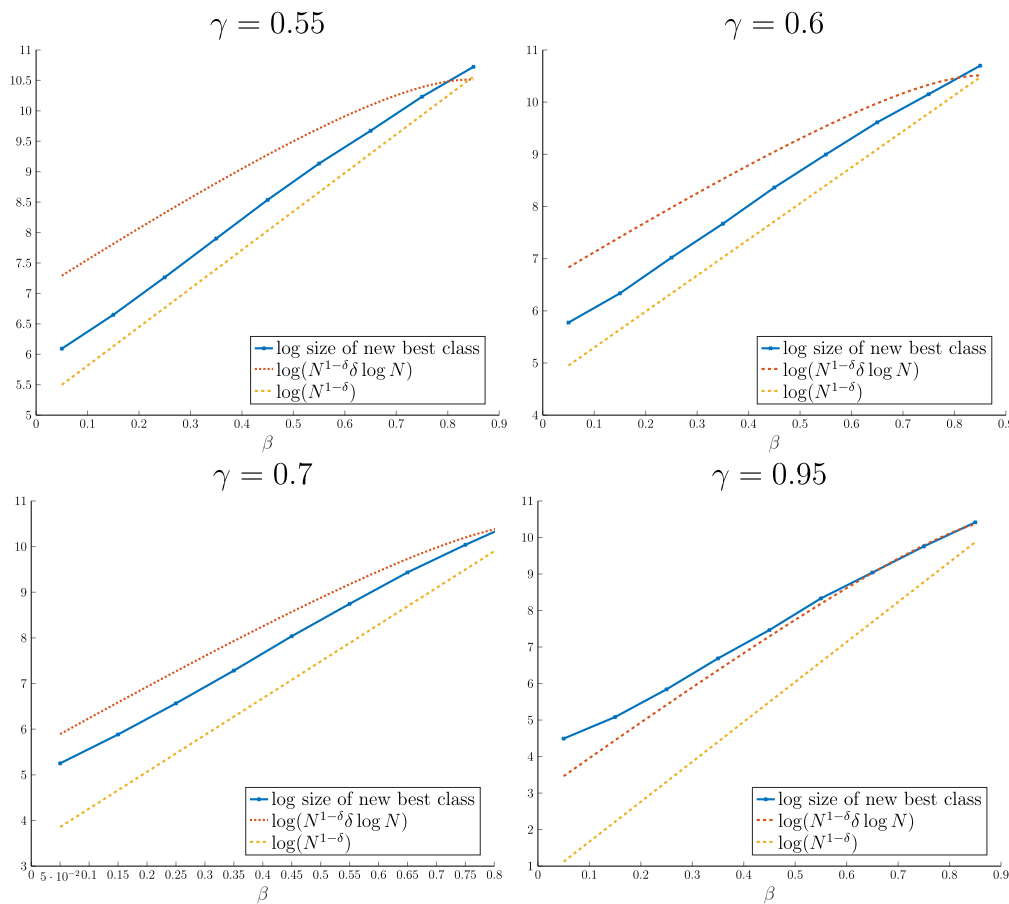 γ = 0.55
11
10.5
10
9.5
9
8.5
8
7.5
7
6.5
6
5.5
5
0 0.1 0.2 0.3 0.4 0.5 0.6 0.7 0.8 0.9
β
log size of new best class
log(N^{1−δ}δ log N)
log(N^{1−δ})
γ = 0.6
11
10
9
8
7
6
5
4
0 0.1 0.2 0.3 0.4 0.5 0.6 0.7 0.8 0.9
β
log size of new best class
log(N^{1−δ}δ log N)
log(N^{1−δ})
γ = 0.7
11
10
9
8
7
6
5
4
3
0 5 · 10^{−2} 0.1 0.15 0.2 0.25 0.3 0.35 0.4 0.45 0.5 0.55 0.6 0.65 0.7 0.75 0.8
β
log size of new best class
log(N^{1−δ}δ log N)
log(N^{1−δ})
γ = 0.95
11
10
9
8
7
6
5
4
3
2
1
0 0.1 0.2 0.3 0.4 0.5 0.6 0.7 0.8 0.9
β
log size of new best class
log(N^{1−δ}δ log N)
log(N^{1−δ})